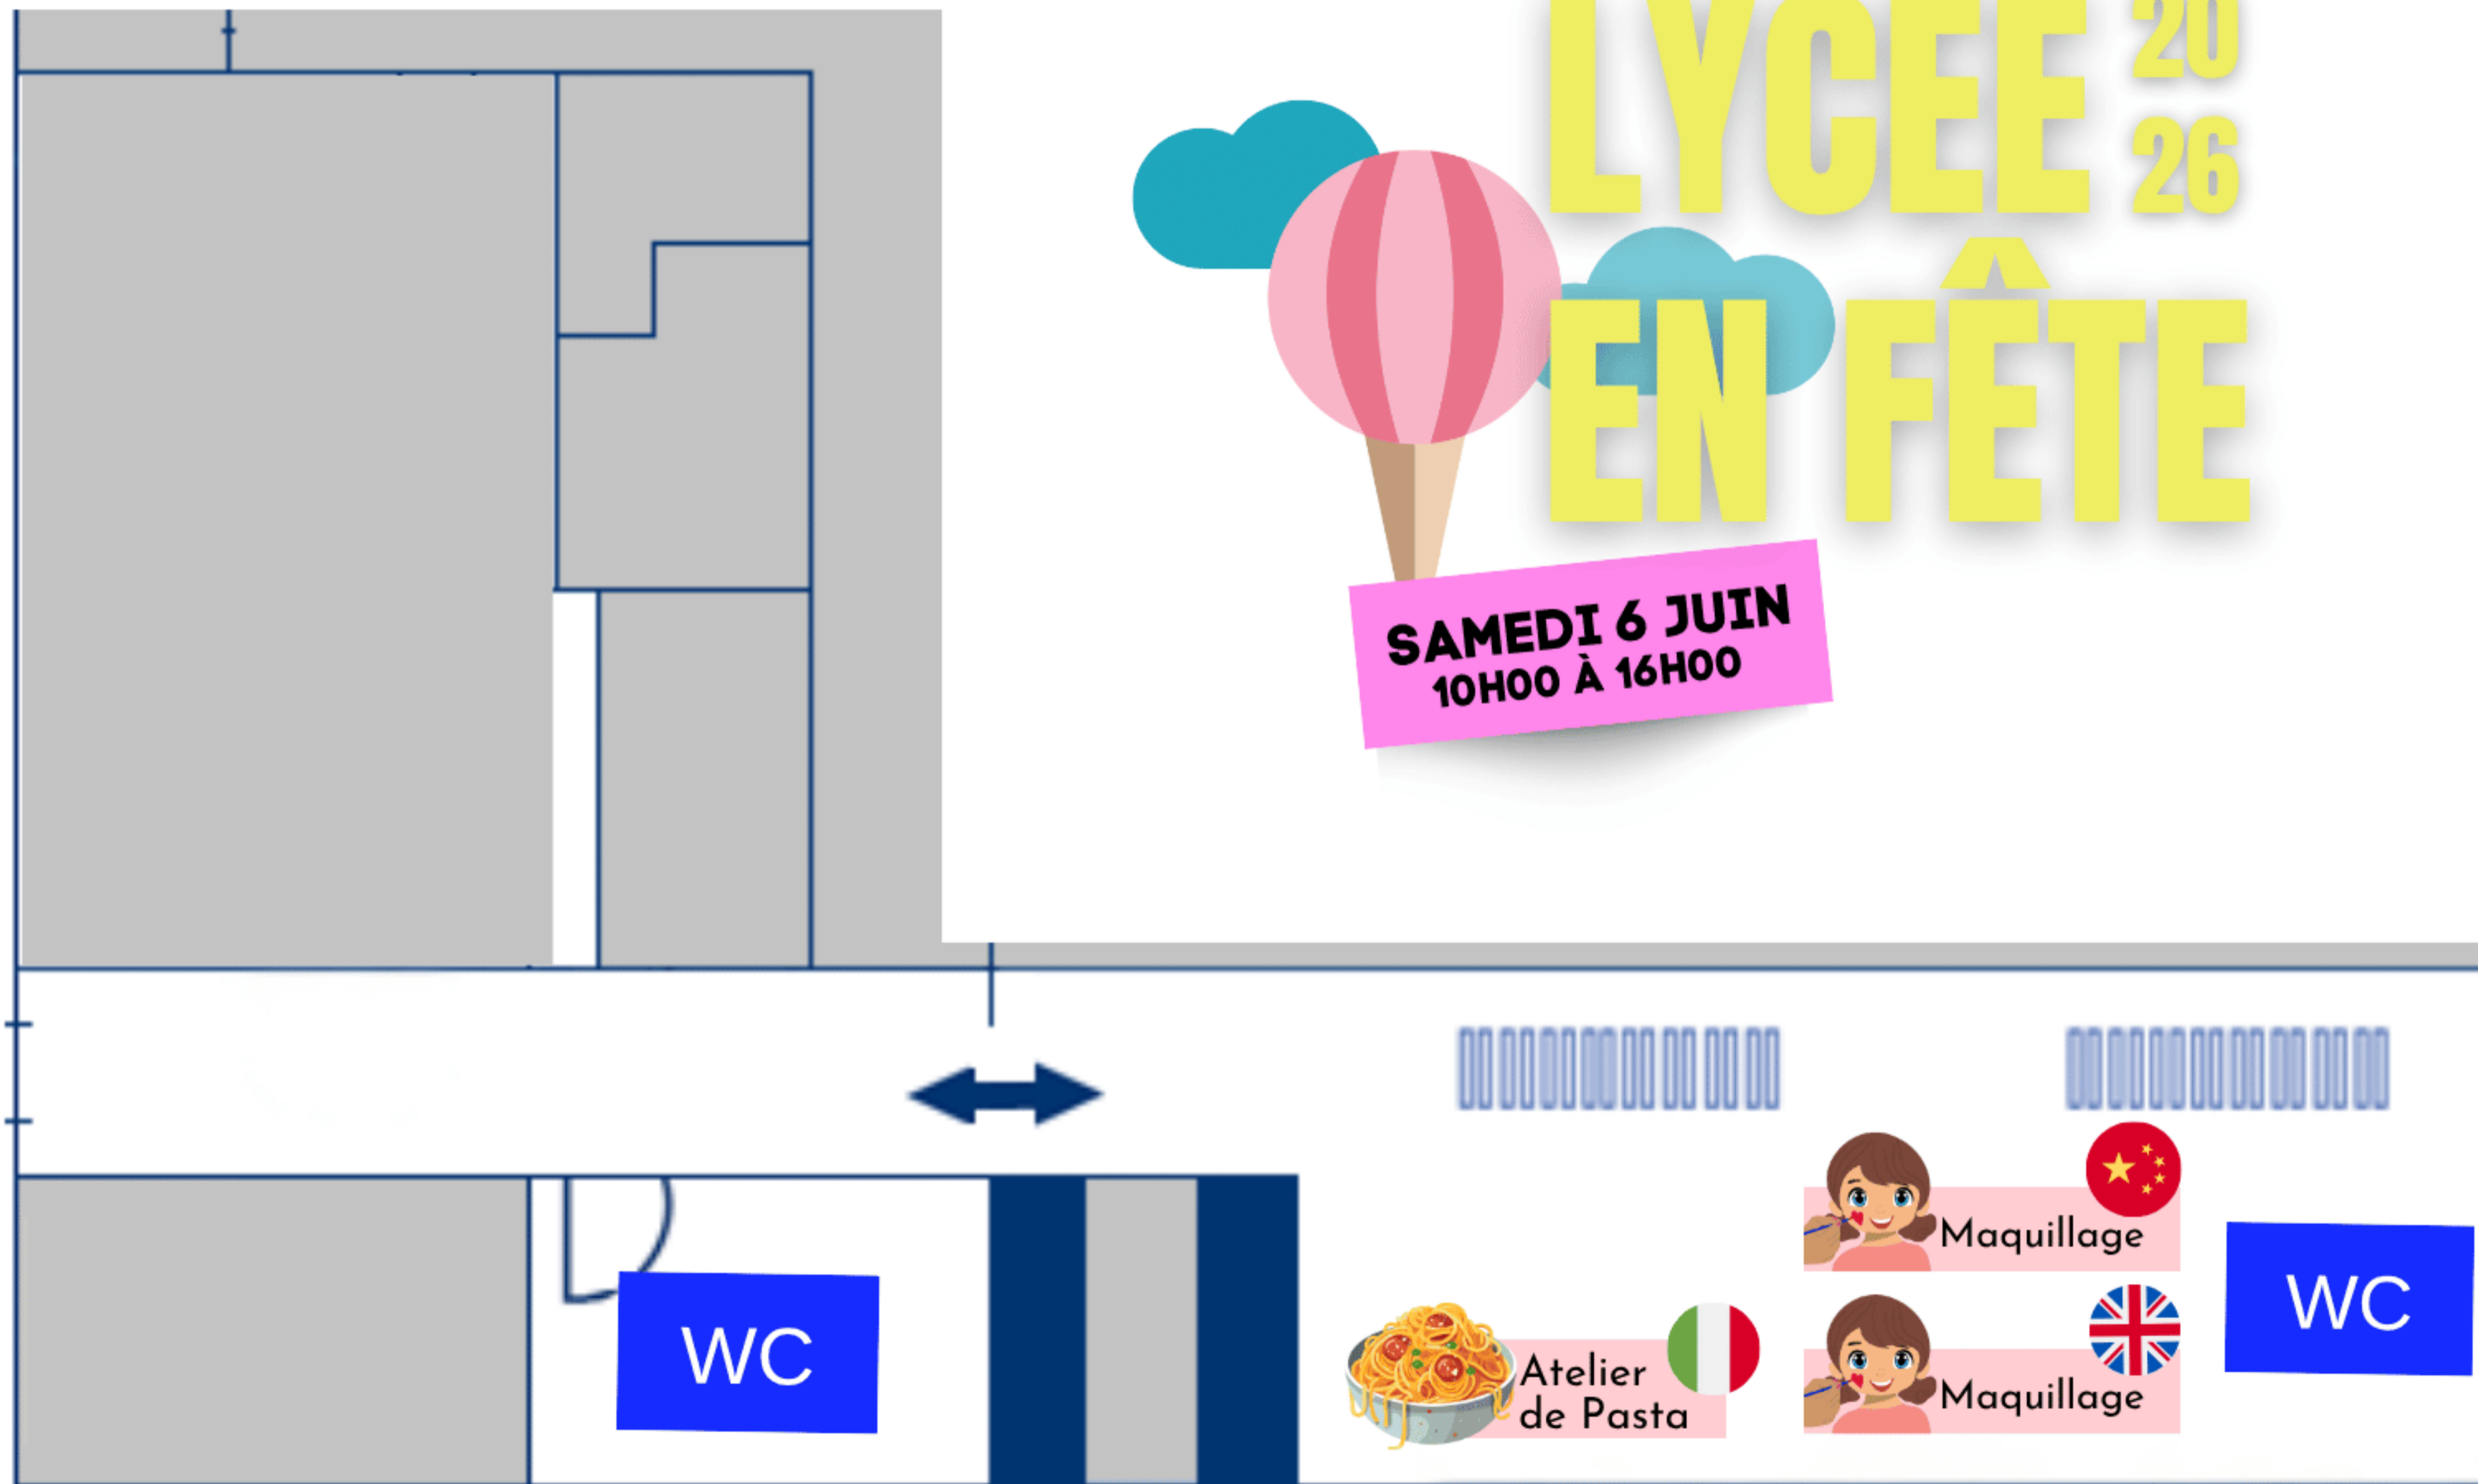 LYCÉE
20
26
EN FÊTE
SAMEDI 6 JUIN
10H00 À 16H00
Maquillage
WC
WC
Atelier
de Pasta
Maquillage